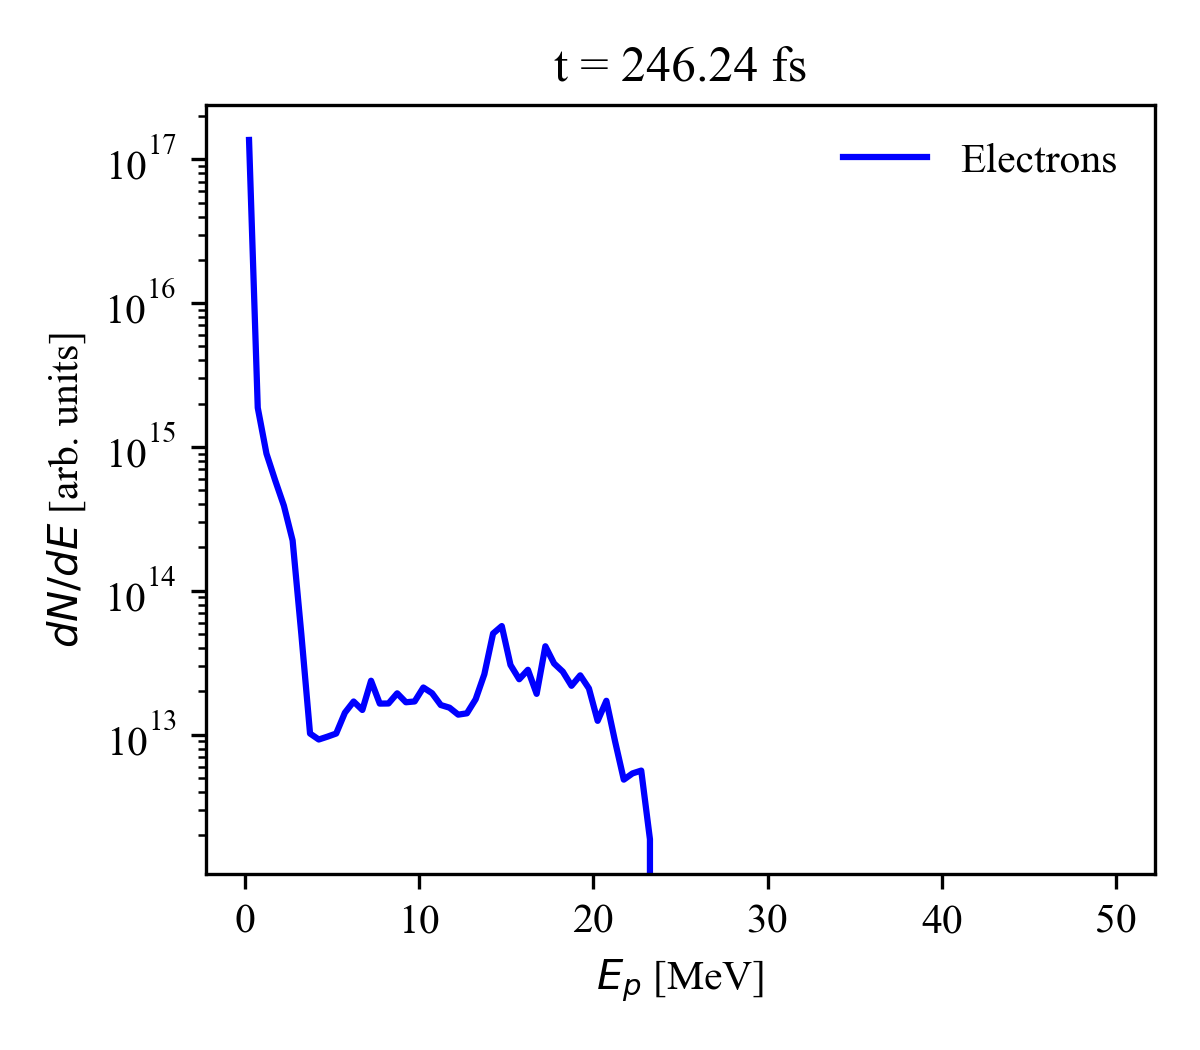 t = 246.24 fs
Electrons
dN/dE [arb. units]
10^17
10^16
10^15
10^14
10^13
0 10 20 30 40 50
E_p [MeV]